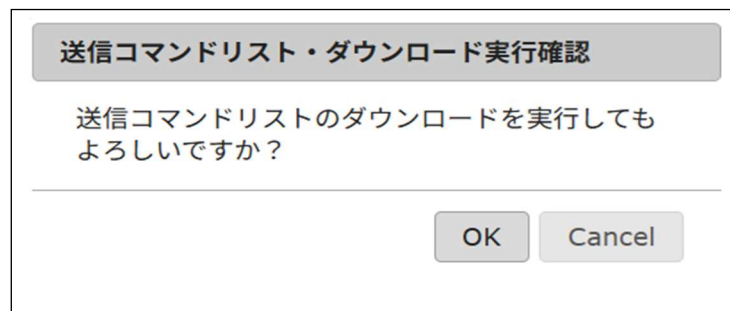 送信コマンドリスト・ダウンロード実行確認
送信コマンドリストのダウンロードを実行しても
よろしいですか？
OK Cancel